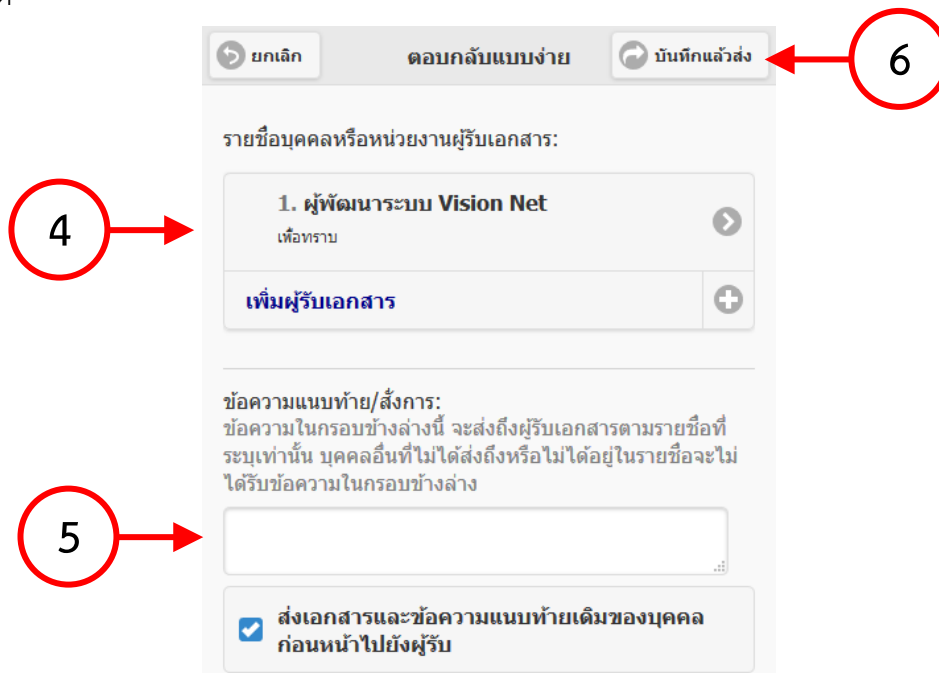 ยกเลิก ตอบกลับแบบง่าย บันทึกแล้วส่ง 6
รายชื่อบุคคลหรือหน่วยงานผู้รับเอกสาร:
4
1. ผู้พัฒนาระบบ Vision Net
เพื่อทราบ
เพิ่มผู้รับเอกสาร
ข้อความแนบท้าย/สั่งการ:
ข้อความในกรอบข้างล่างนี้ จะส่งถึงผู้รับเอกสารตามรายชื่อที่
ระบุเท่านั้น บุคคลอื่นที่ไม่ได้ส่งถึงหรือไม่ได้อยู่ในรายชื่อจะไม่
ได้รับข้อความในกรอบข้างล่าง
5
ส่งเอกสารและข้อความแนบท้ายเดิมของบุคคล
ก่อนหน้าไปยังผู้รับ